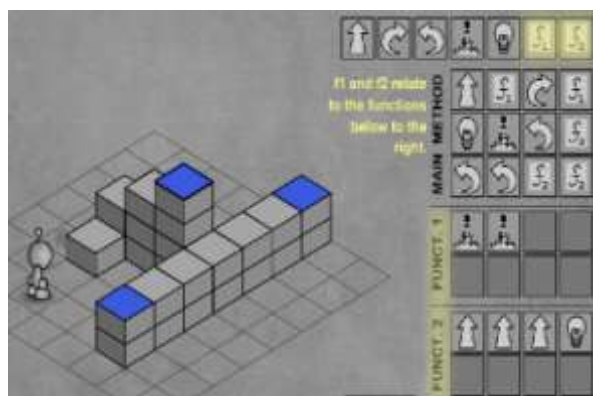 f1 and f2 relate
to the functions
below to the
right.
MAIN METHOD
FUNCT. 1
FUNCT. 2